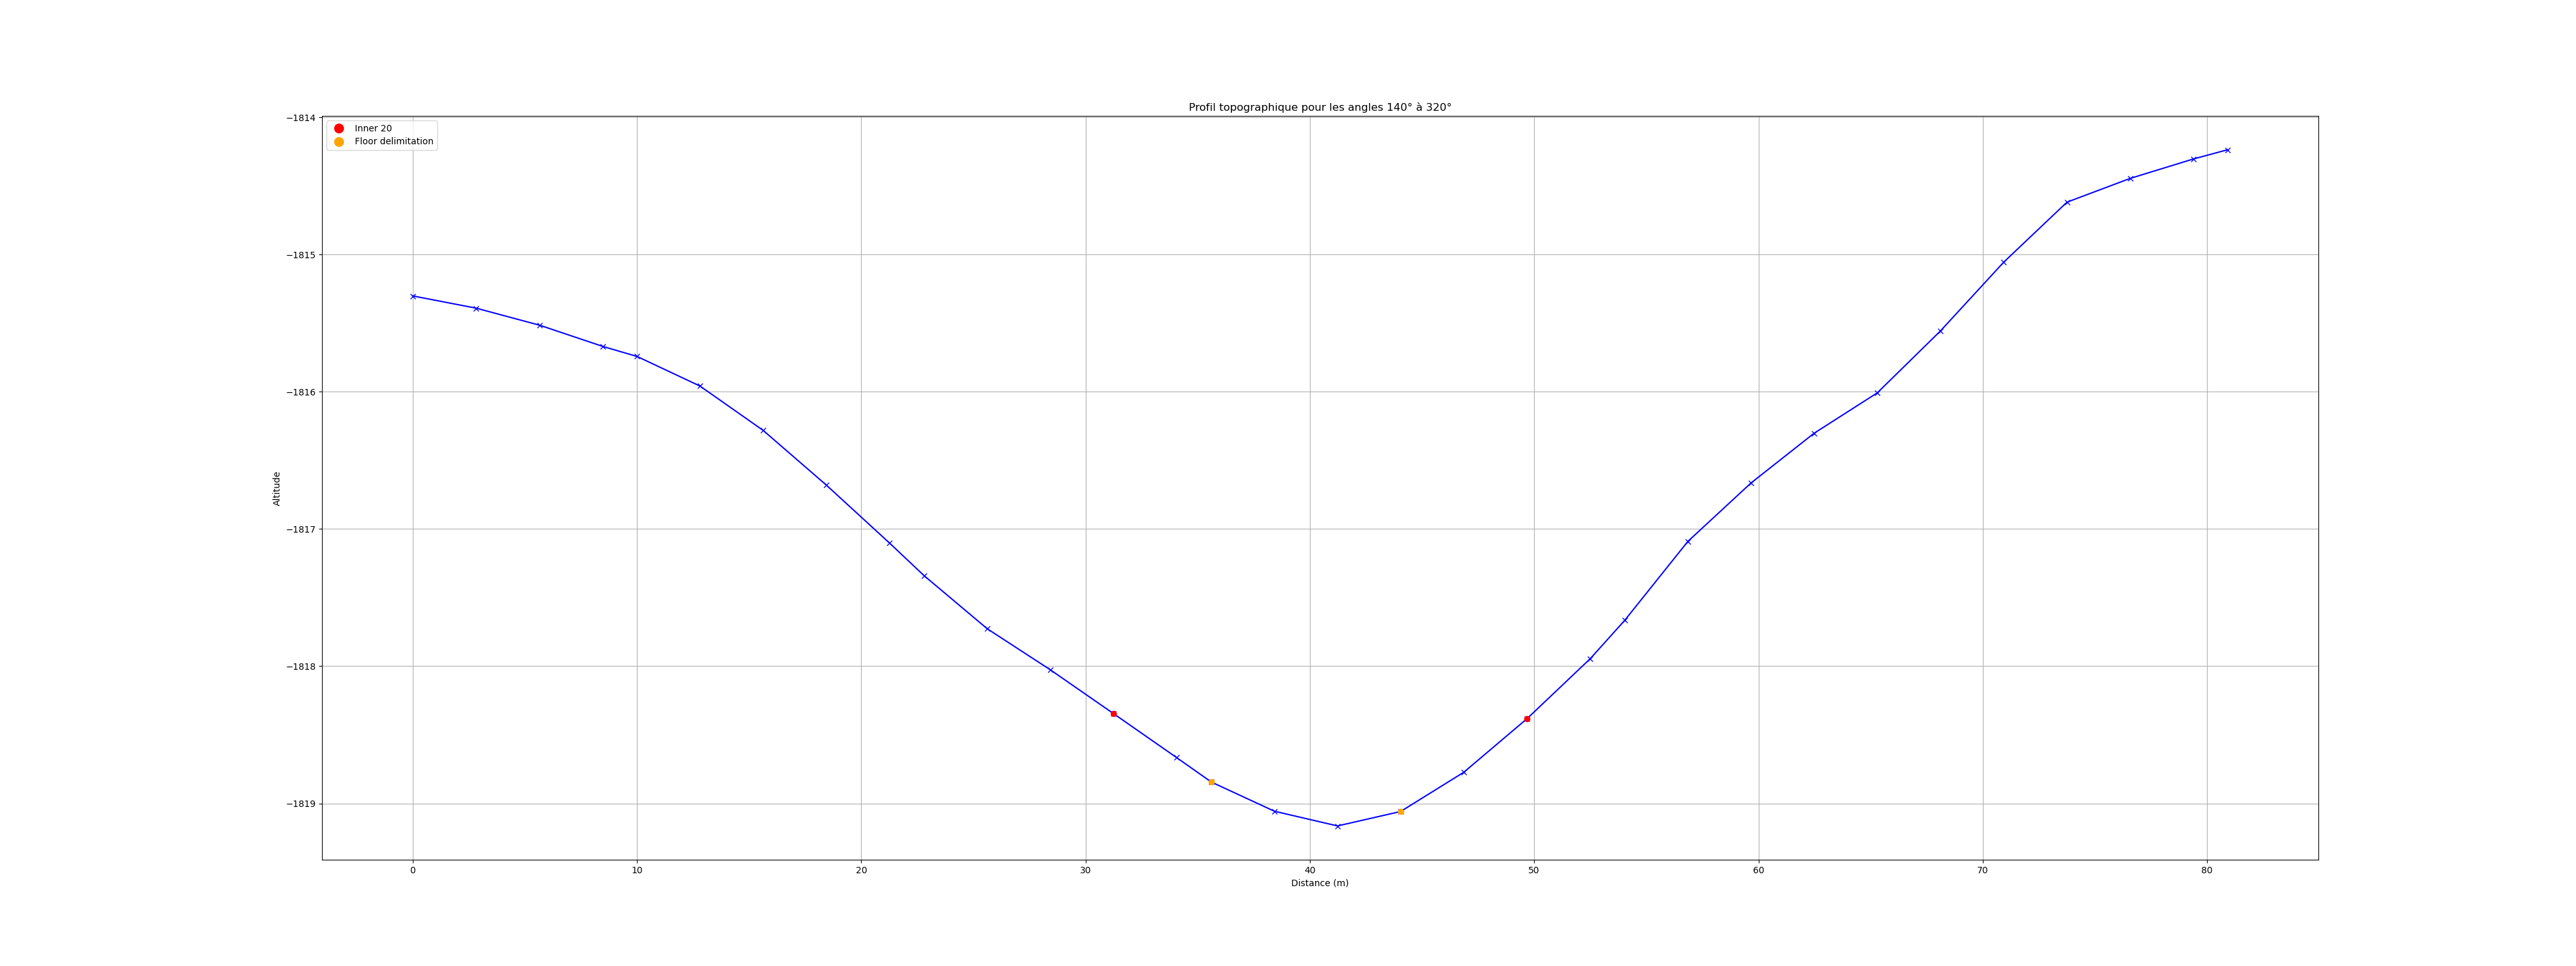 Profil topographique pour les angles 140° à 320°
Inner 20
Floor delimitation
Altitude
−1814
−1815
−1816
−1817
−1818
−1819
0 10 20 30 40 50 60 70 80
Distance (m)